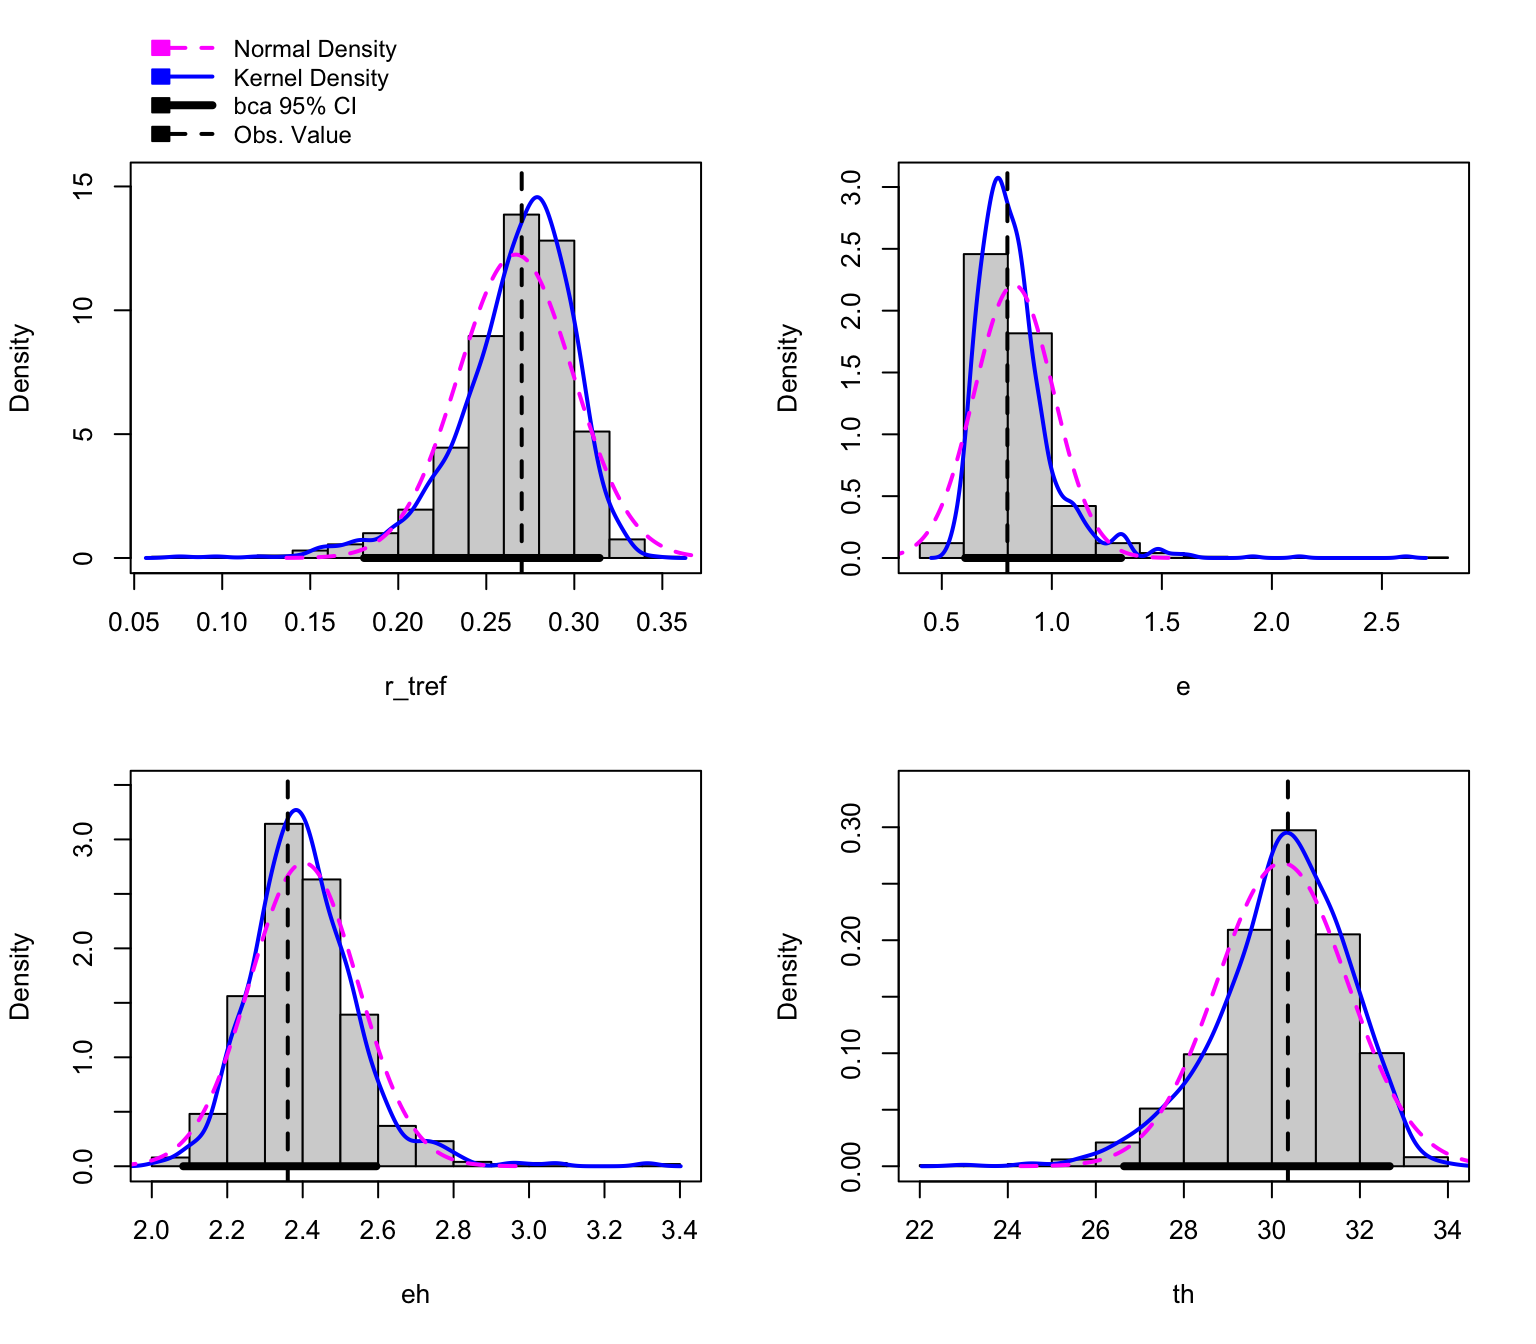 Normal Density
Kernel Density
bca 95% CI
Obs. Value
Density
0 5 10 15
0.05 0.10 0.15 0.20 0.25 0.30 0.35
r_tref
Density
0.0 0.5 1.0 1.5 2.0 2.5 3.0
0.5 1.0 1.5 2.0 2.5
e
Density
0.0 1.0 2.0 3.0
2.0 2.2 2.4 2.6 2.8 3.0 3.2 3.4
eh
Density
0.00 0.10 0.20 0.30
22 24 26 28 30 32 34
th